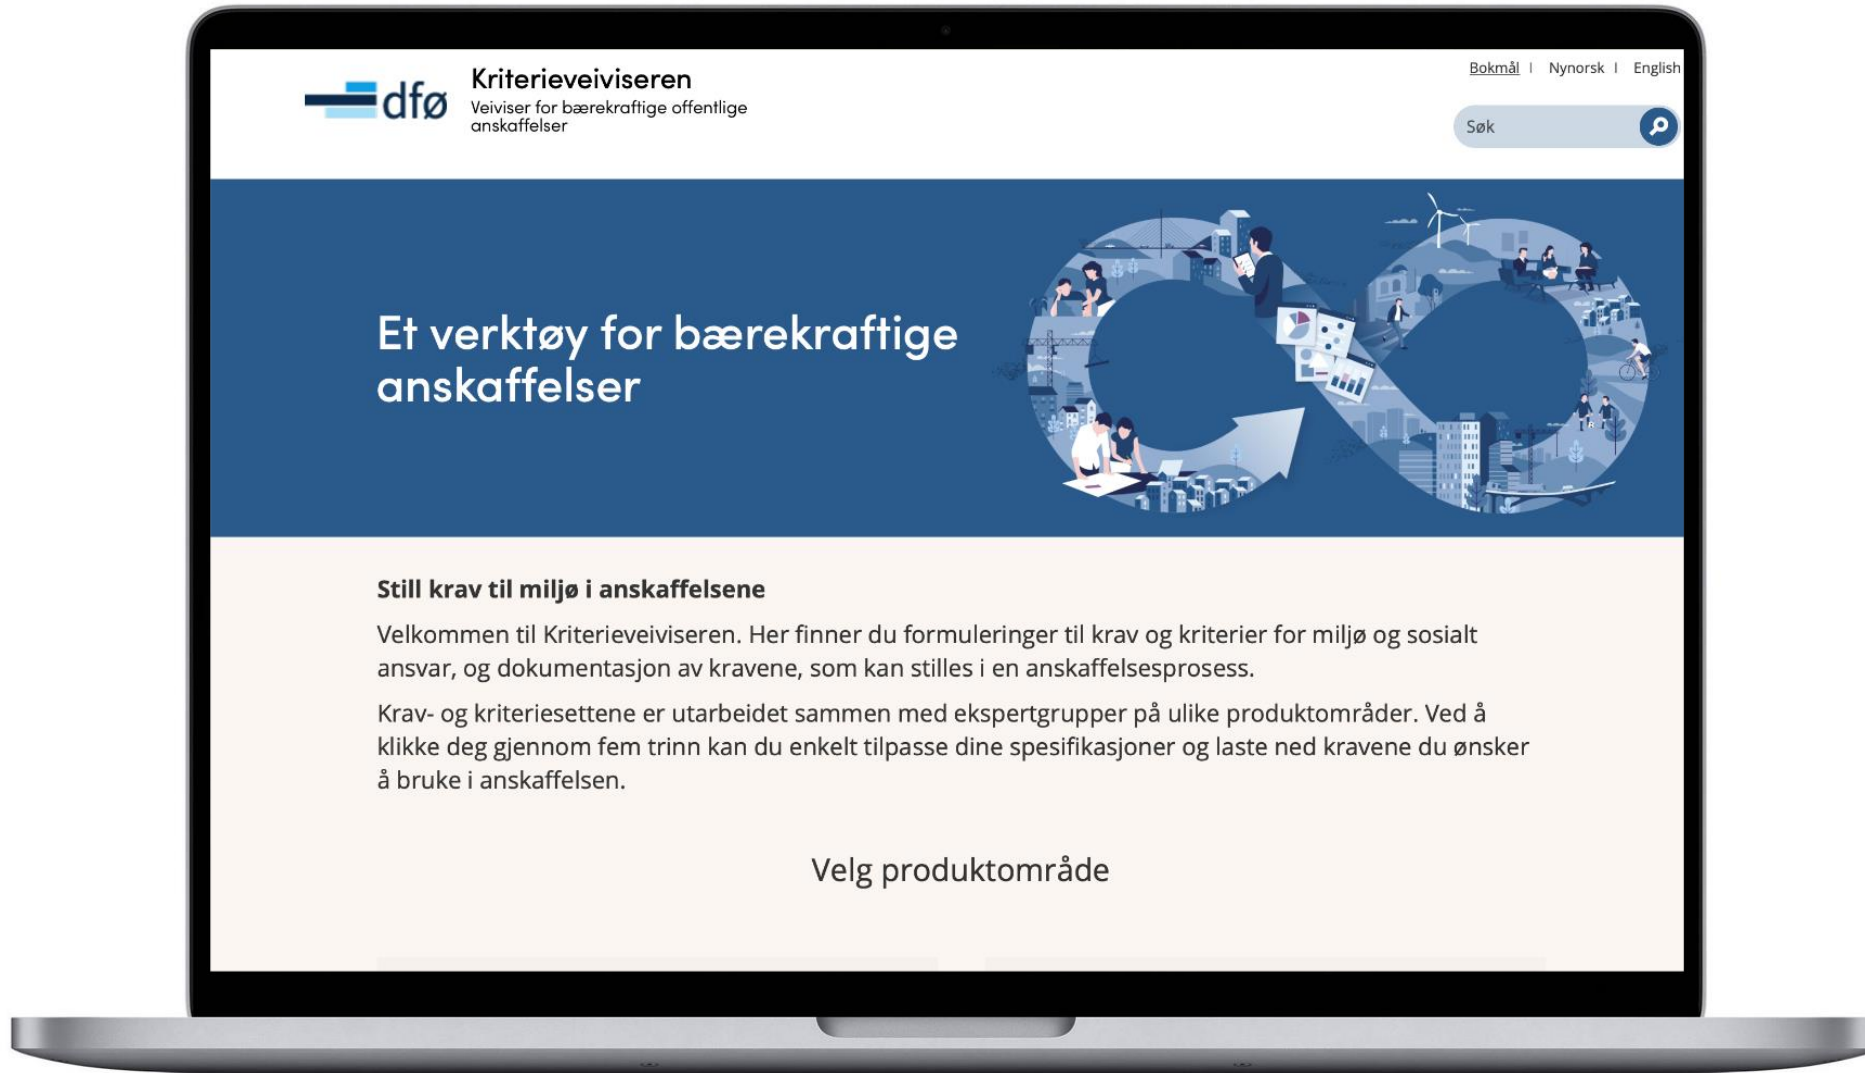 dfø
Kriterieveiviseren
Veiviser for bærekraftige offentlige
anskaffelser
Bokmål | Nynorsk | English
Søk
Et verktøy for bærekraftige
anskaffelser
Still krav til miljø i anskaffelsene
Velkommen til Kriterieveiviseren. Her finner du formuleringer til krav og kriterier for miljø og sosialt
ansvar, og dokumentasjon av kravene, som kan stilles i en anskaffelsesprosess.
Krav- og kriteriesettene er utarbeidet sammen med ekspertgrupper på ulike produktområder. Ved å
klikke deg gjennom fem trinn kan du enkelt tilpasse dine spesifikasjoner og laste ned kravene du ønsker
å bruke i anskaffelsen.
Velg produktområde